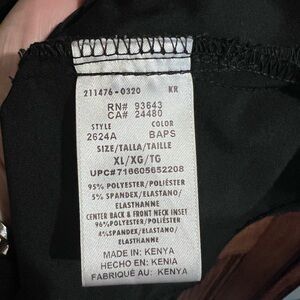 211476-0320 KR
RN# 93643
CA# 24480
STYLE COLOR
2624A BAPS
SIZE/TALLA/TAILLE
XL/XG/TG
UPC#716605652208
95% POLYESTER/POLIÉSTER
5% SPANDEX/ELASTANO/
ELASTHANNE
CENTER BACK & FRONT NECK INSET
96%POLYESTER/POLIÉSTER
4%SPANDEX/ELASTANO/
ELASTHANNE
MADE IN KENYA
HECHO EN: KENIA
FABRIQUÉ AU: KENYA